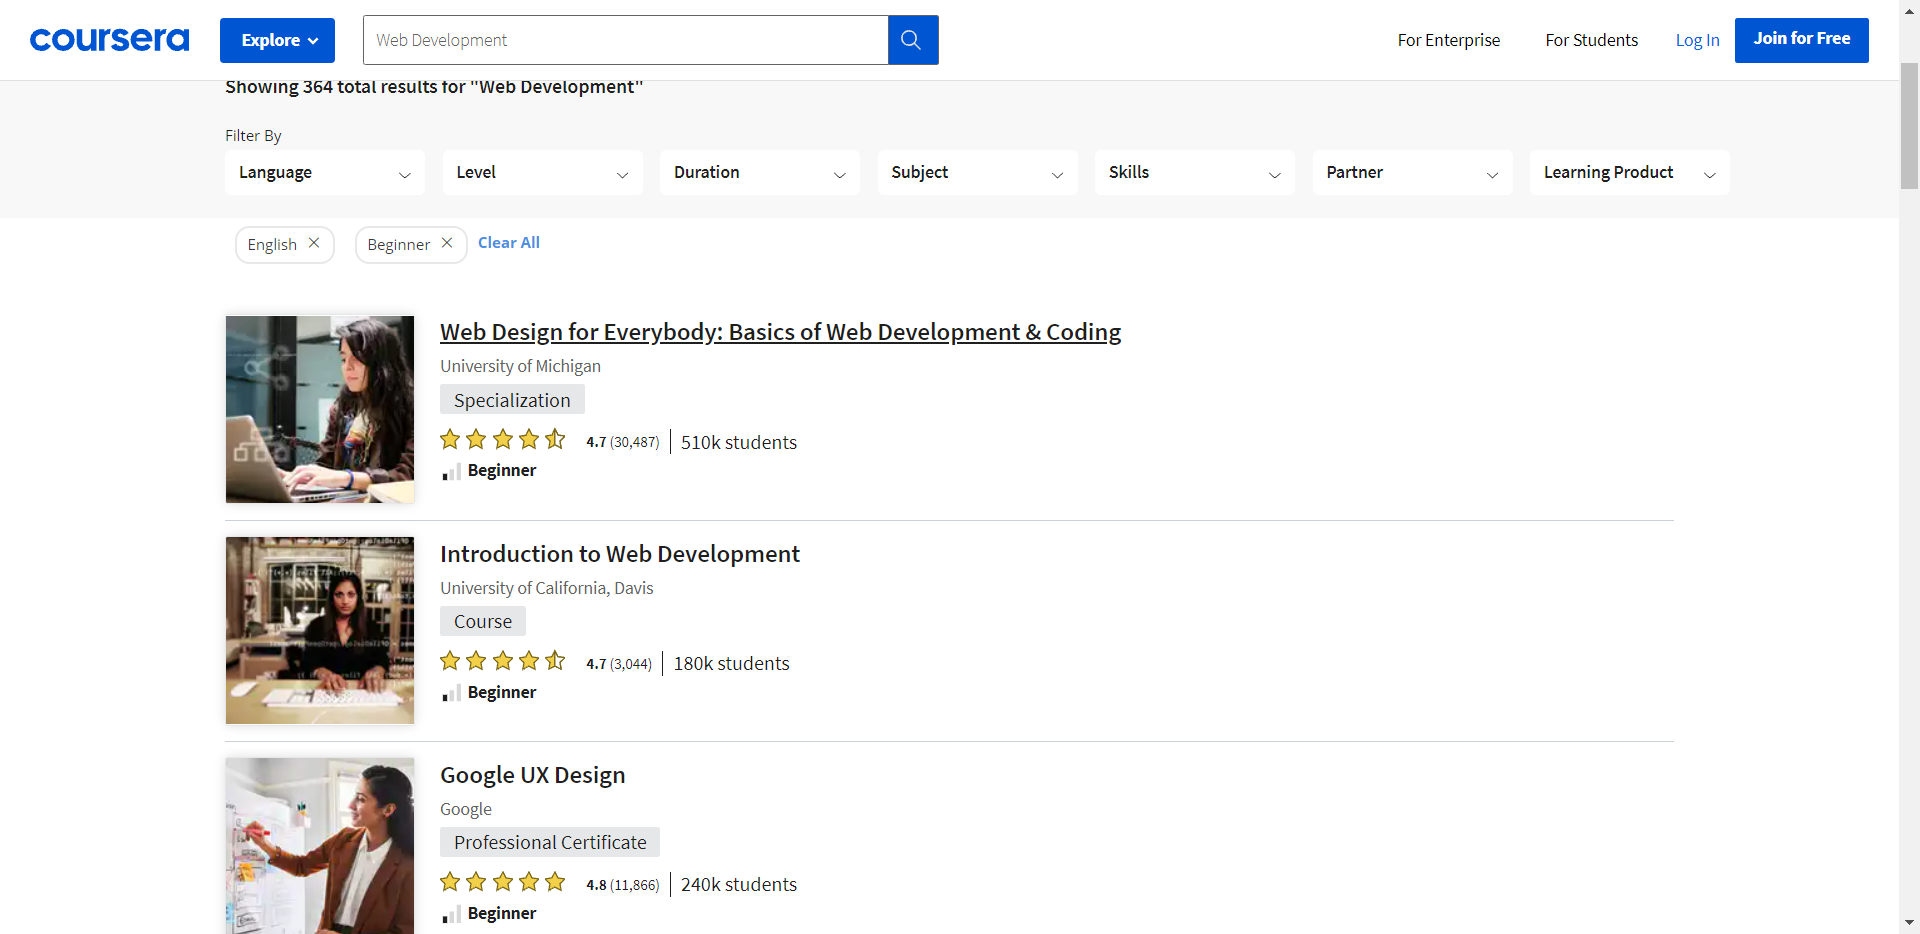 coursera
Explore
Web Development
For Enterprise
For Students
Log In
Join for Free
Showing 364 total results for "Web Development"
Filter By
Language
Level
Duration
Subject
Skills
Partner
Learning Product
English
Beginner
Clear All
Web Design for Everybody: Basics of Web Development & Coding
University of Michigan
Specialization
4.7 (30,487) 510k students
Beginner
Introduction to Web Development
University of California, Davis
Course
4.7 (3,044) 180k students
Beginner
Google UX Design
Google
Professional Certificate
4.8 (11,866) 240k students
Beginner